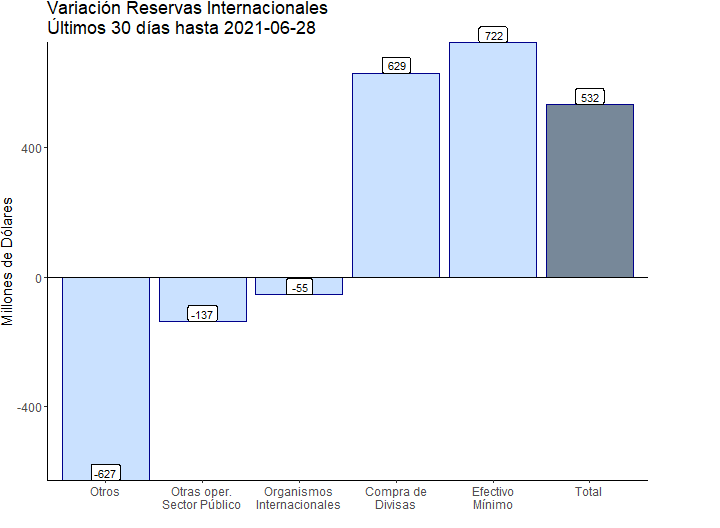 Variación Reservas Internacionales
Últimos 30 días hasta 2021-06-28
Millones de Dólares
400
0
-400
-627
-137
-55
629
722
532
Otros
Otras oper.
Sector Público
Organismos
Internacionales
Compra de
Divisas
Efectivo
Mínimo
Total